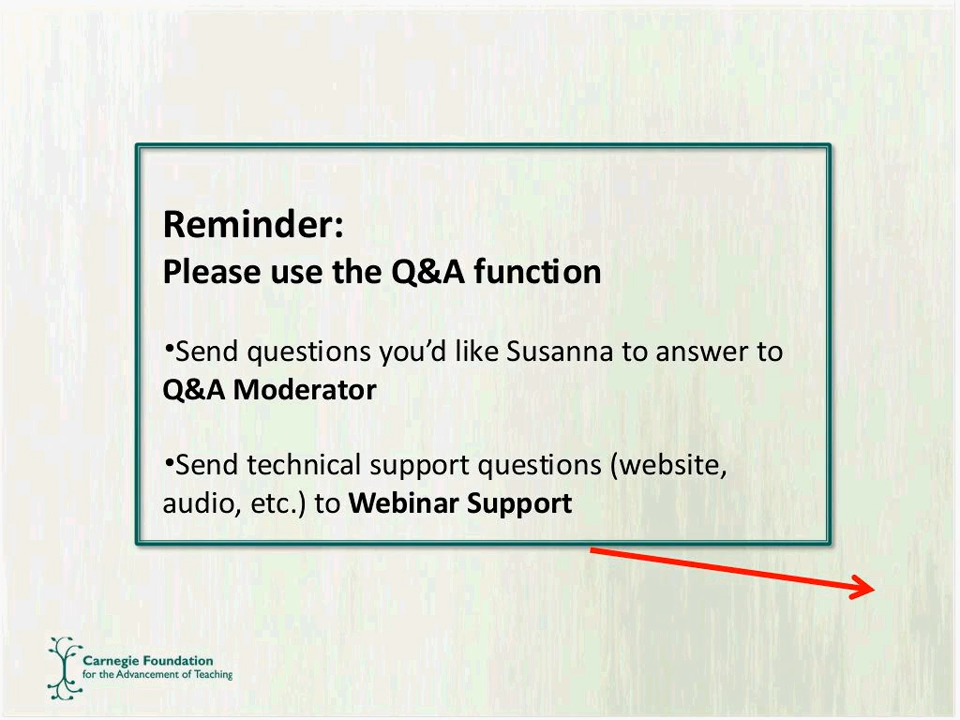 Reminder:
Please use the Q&A function
•Send questions you’d like Susanna to answer to
Q&A Moderator
•Send technical support questions (website,
audio, etc.) to Webinar Support
Carnegie Foundation
for the Advancement of Teaching